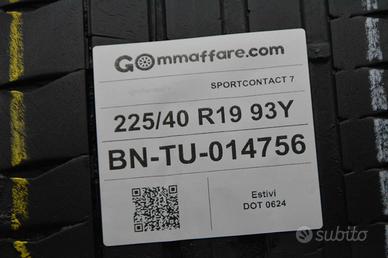 GOmmaffare.com
SPORTCONTACT 7
225/40 R19 93Y
BN-TU-014756
Estivi
DOT 0624
subito